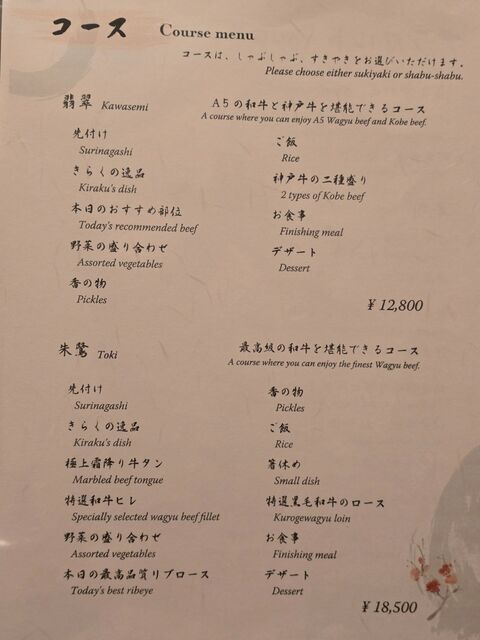 コース Course menu
コースは、しゃぶしゃぶ、すきやきをお選びいただけます。
Please choose either sukiyaki or shabu-shabu.
翡翠 Kawasemi
A5の和牛と神戸牛を堪能できるコース
A course where you can enjoy A5 Wagyu beef and Kobe beef.
先付け
Surinagashi
きらくの逸品
Kiraku's dish
本日のおすすめ部位
Today's recommended beef
野菜の盛り合わせ
Assorted vegetables
香の物
Pickles
ご飯
Rice
神戸牛の二種盛り
2 types of Kobe beef
お食事
Finishing meal
デザート
Dessert
¥ 12,800
朱鷺 Toki
最高級の和牛を堪能できるコース
A course where you can enjoy the finest Wagyu beef.
先付け
Surinagashi
きらくの逸品
Kiraku's dish
極上霜降り牛タン
Marbled beef tongue
特選和牛ヒレ
Specially selected wagyu beef fillet
野菜の盛り合わせ
Assorted vegetables
本日の最高品質リブロース
Today's best ribeye
香の物
Pickles
ご飯
Rice
箸休め
Small dish
特選黒毛和牛のロース
Kurogewagyu loin
お食事
Finishing meal
デザート
Dessert
¥ 18,500